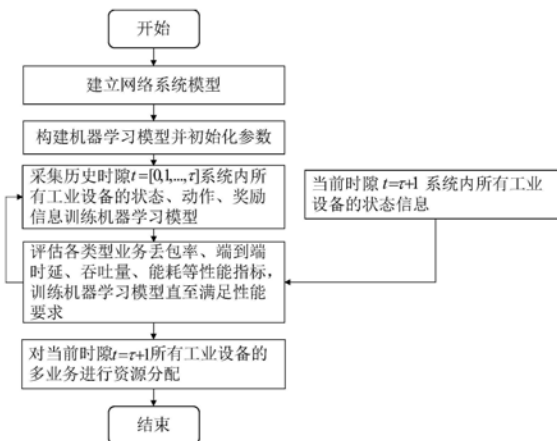 开始
建立网络系统模型
构建机器学习模型并初始化参数
采集历史时隙t=[0,1,...,τ]系统内所
有工业设备的状态、动作、奖励
信息训练机器学习模型
当前时隙 t=τ+1 系统内所有工业
设备的状态信息
评估各类型业务丢包率、端到端
时延、吞吐量、能耗等性能指标，
训练机器学习模型直至满足性能
要求
对当前时隙t=τ+1所有工业设备的
多业务进行资源分配
结束